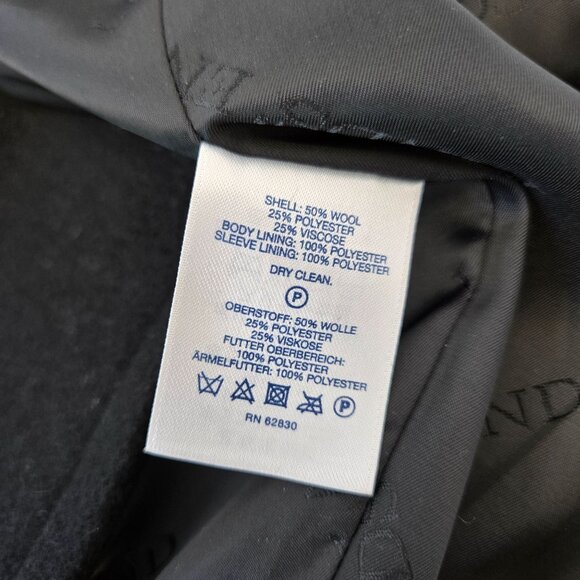 SHELL: 50% WOOL
25% POLYESTER
25% VISCOSE
BODY LINING: 100% POLYESTER
SLEEVE LINING: 100% POLYESTER
DRY CLEAN.
P
OBERSTOFF: 50% WOLLE
25% POLYESTER
25% VISKOSE
FUTTER OBERBEREICH:
100% POLYESTER
ÄRMELFUTTER: 100% POLYESTER
P
RN 62830